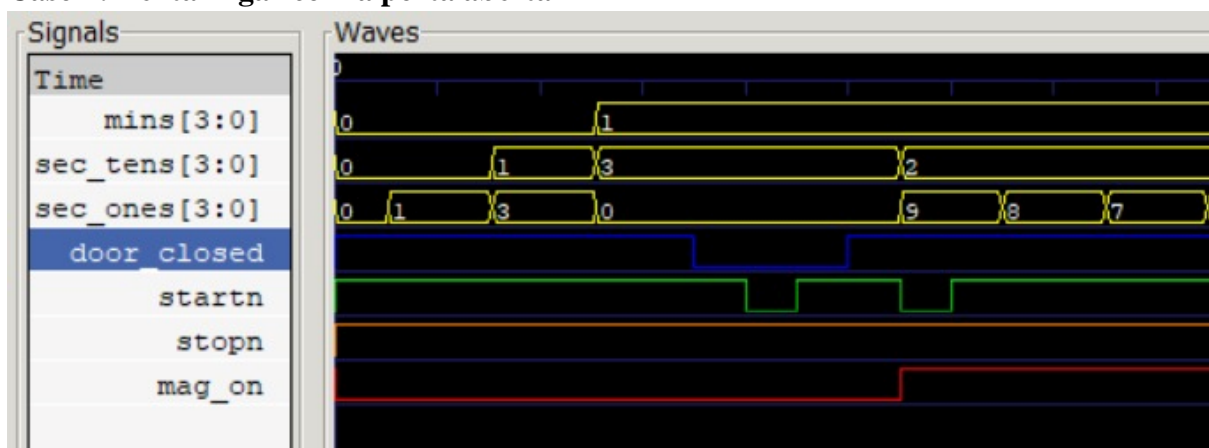 Signals
Waves
Time
0
mins[3:0]
0 1
sec_tens[3:0]
0 1 3 2
sec_ones[3:0]
0 1 3 0 9 8 7
door_closed
startn
stopn
mag_on